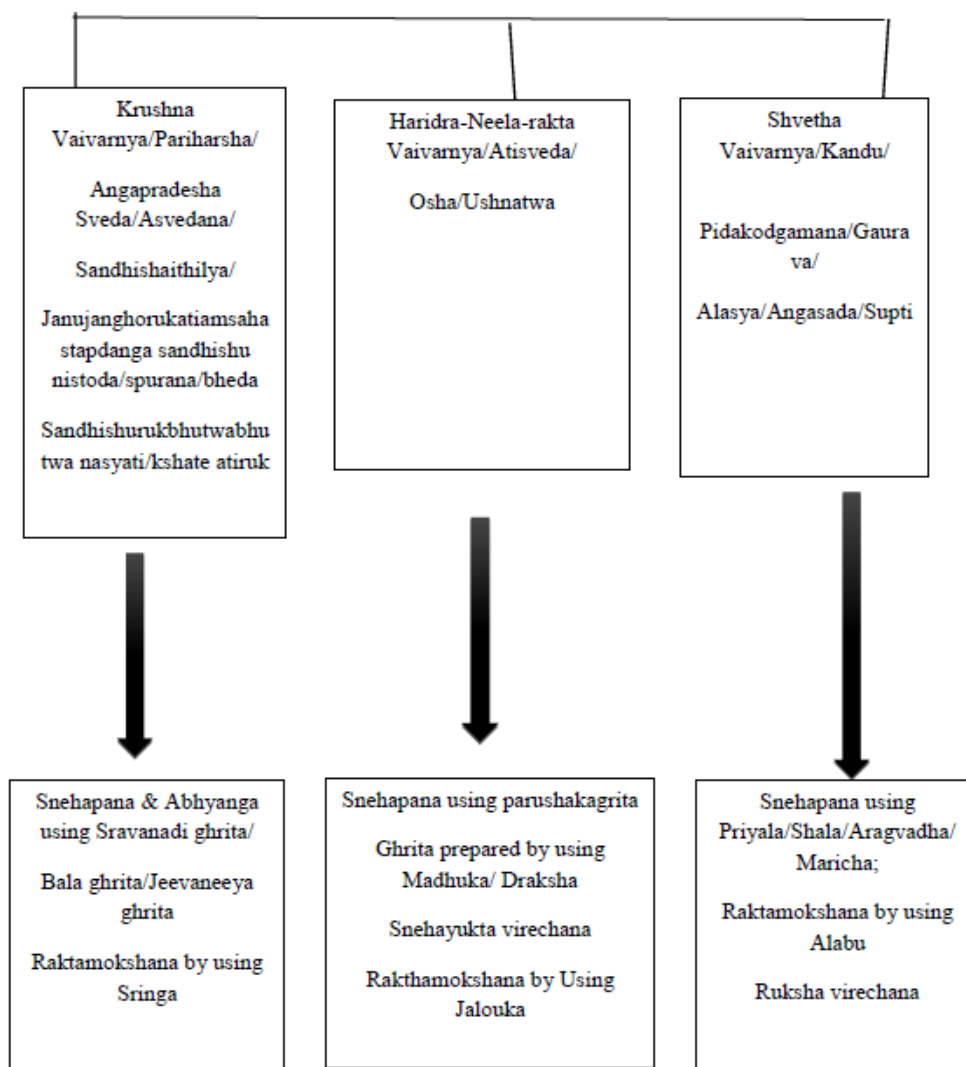 Krushna
Vaivarnya/Pariharsha/
Angapradesha
Sveda/Asvedana/
Sandhishaithilya/
Janujanghorukatiamsaha
stapdanga sandhishu
nistoda/spurana/bheda
Sandhishurukbhutwabhu
twa nasyati/kshate atiruk
Haridra-Neela-rakta
Vaivarnya/Atisveda/
Osha/Ushnatwa
Shvetha
Vaivarnya/Kandu/
Pidakodgamana/Gaura
va/
Alasya/Angasada/Supti
Snehapana & Abhyanga
using Sravanadi ghrita/
Bala ghrita/Jeevaneeya
ghrita
Raktamokshana by using
Sringa
Snehapana using parushakagrita
Ghrita prepared by using
Madhuka/ Draksha
Snehayukta virechana
Rakthamokshana by Using
Jalouka
Snehapana using
Priyala/Shala/Aragvadha/
Maricha;
Raktamokshana by using
Alabu
Ruksha virechana